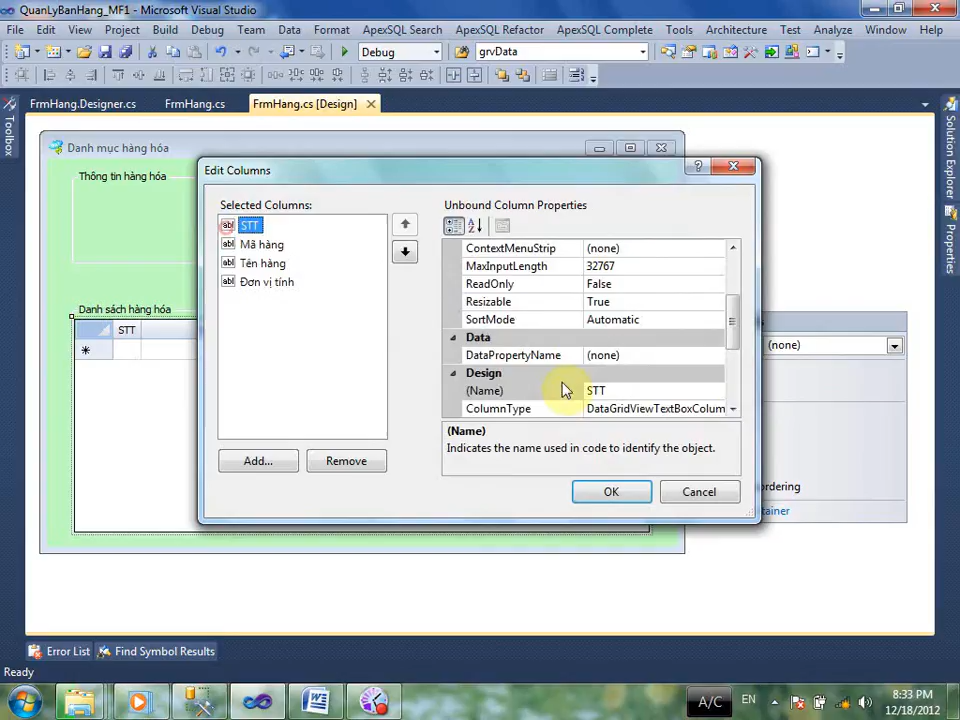 QuanLyBanHang_MF1 - Microsoft Visual Studio
File Edit View Project Build Debug Team Data Format ApexSQL Search ApexSQL Refactor ApexSQL Complete Tools Architecture Test Analyze Window Help
Debug grvData
FrmHang.Designer.cs FrmHang.cs FrmHang.cs [Design]
Toolbox
Solution Explorer
Properties
Danh mục hàng hóa
Thông tin hàng hóa
Danh sách hàng hóa
STT
Edit Columns
Selected Columns:
STT
Mã hàng
Tên hàng
Đơn vị tính
Add... Remove
Unbound Column Properties
ContextMenuStrip (none)
MaxInputLength 32767
ReadOnly False
Resizable True
SortMode Automatic
Data
DataPropertyName (none)
Design
(Name) STT
ColumnType DataGridViewTextBoxColum
(Name)
Indicates the name used in code to identify the object.
OK Cancel
(none)
ordering
tainer
Error List Find Symbol Results
Ready
A/C EN 8:33 PM
12/18/2012